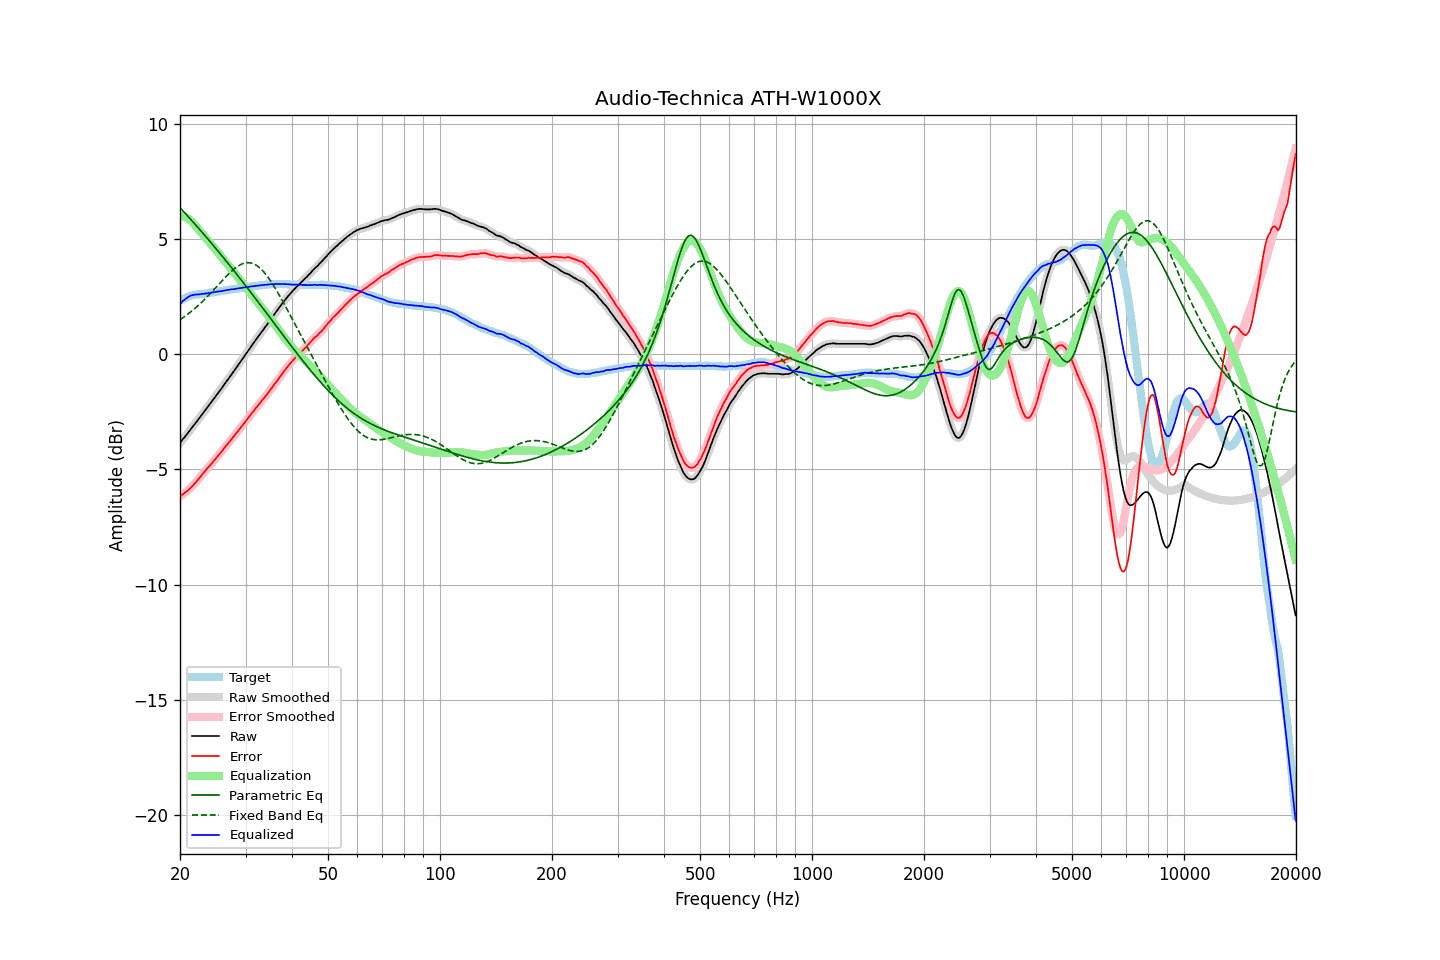 Audio-Technica ATH-W1000X
Amplitude (dBr)
10
5
0
−5
−10
−15
−20
Target
Raw Smoothed
Error Smoothed
Raw
Error
Equalization
Parametric Eq
Fixed Band Eq
Equalized
20 50 100 200 500 1000 2000 5000 10000 20000
Frequency (Hz)